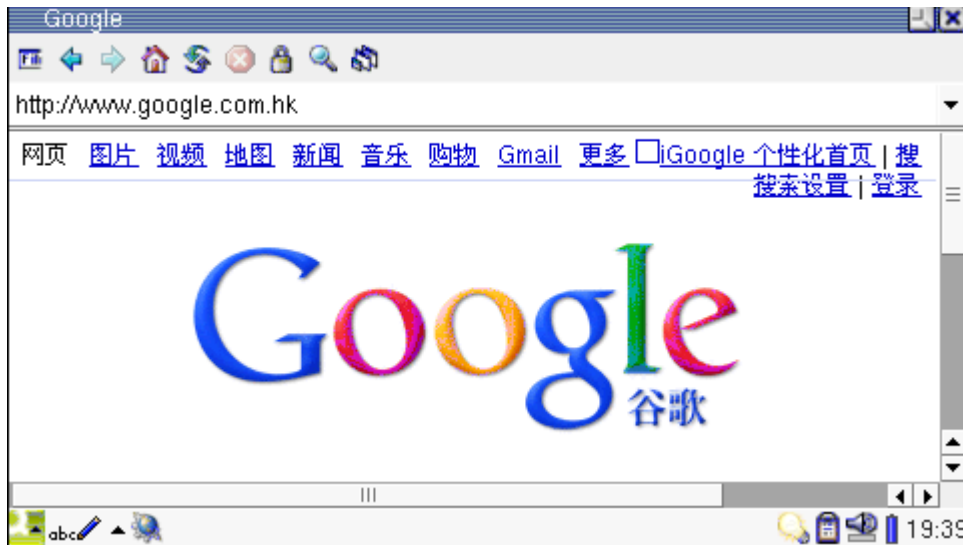 Google
http://www.google.com.hk
网页 图片 视频 地图 新闻 音乐 购物 Gmail 更多 iGoogle 个性化首页 | 搜
搜索设置 | 登录
Google
谷歌
abc 19:39